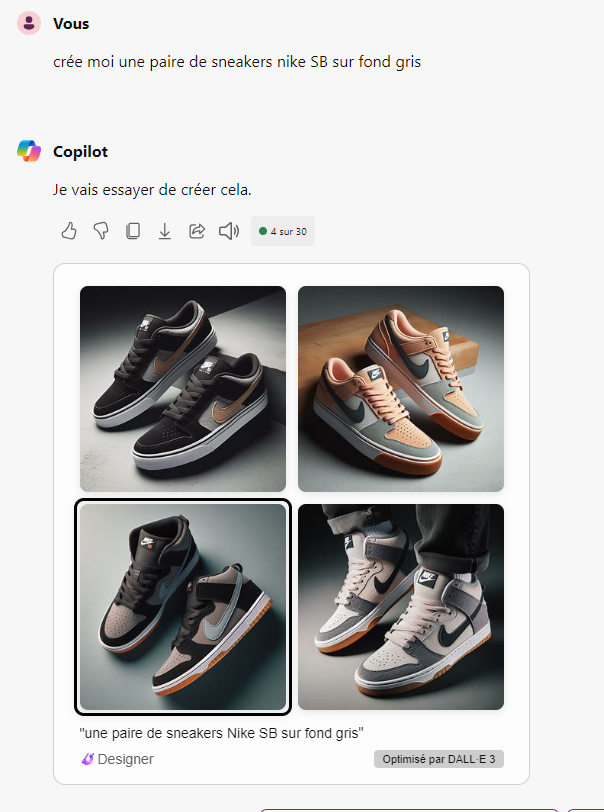 Vous
crée moi une paire de sneakers nike SB sur fond gris
Copilot
Je vais essayer de créer cela.
4 sur 30
"une paire de sneakers Nike SB sur fond gris"
Designer
Optimisé par DALL·E 3